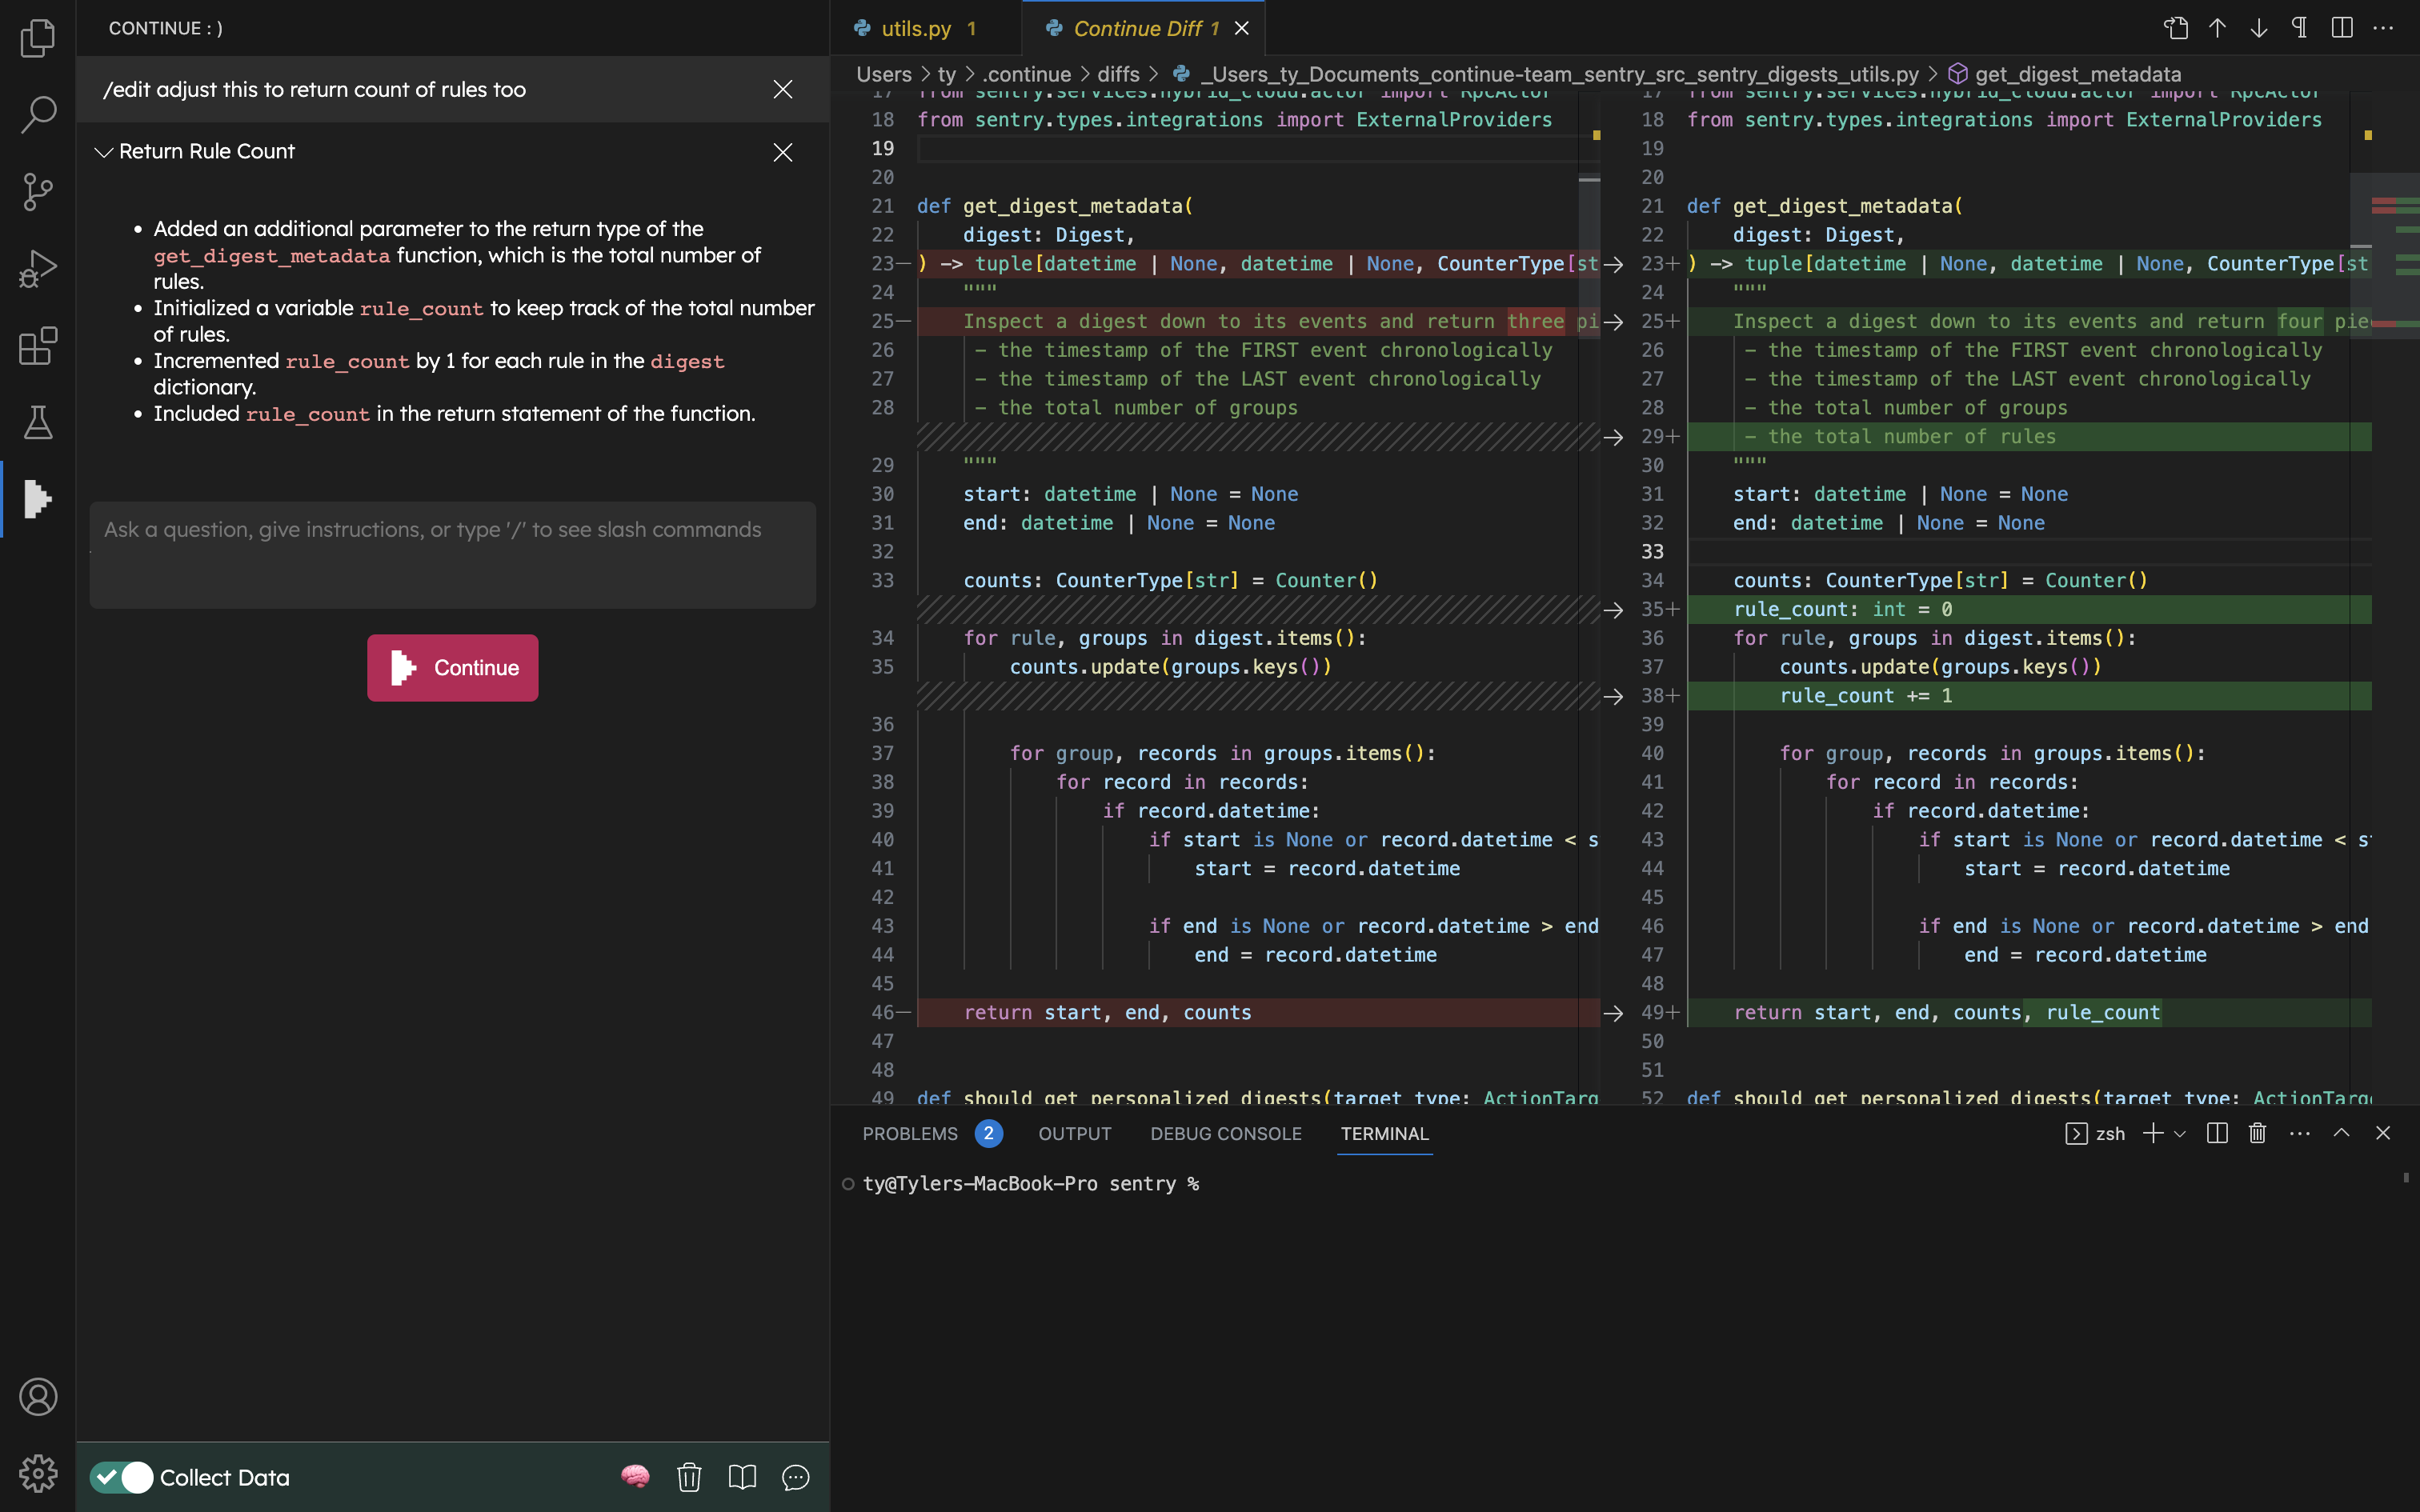 CONTINUE : )
/edit adjust this to return count of rules too
Return Rule Count
• Added an additional parameter to the return type of the
get_digest_metadata function, which is the total number of
rules.
• Initialized a variable rule_count to keep track of the total number
of rules.
• Incremented rule_count by 1 for each rule in the digest
dictionary.
• Included rule_count in the return statement of the function.
Ask a question, give instructions, or type '/' to see slash commands
Continue
Collect Data
utils.py 1
Continue Diff 1
Users > ty > .continue > diffs > _Users_ty_Documents_continue-team_sentry_src_sentry_digests_utils.py > get_digest_metadata
17 from sentry.services.hybrid_cloud.actor import RpcActor
18 from sentry.types.integrations import ExternalProviders
19
20
21 def get_digest_metadata(
22     digest: Digest,
23— ) -> tuple[datetime | None, datetime | None, CounterType[st
24     """
25—     Inspect a digest down to its events and return three pi
26      - the timestamp of the FIRST event chronologically
27      - the timestamp of the LAST event chronologically
28      - the total number of groups
29     """
30     start: datetime | None = None
31     end: datetime | None = None
32
33     counts: CounterType[str] = Counter()
34     for rule, groups in digest.items():
35         counts.update(groups.keys())
36
37         for group, records in groups.items():
38             for record in records:
39                 if record.datetime:
40                     if start is None or record.datetime < s
41                         start = record.datetime
42
43                     if end is None or record.datetime > end
44                         end = record.datetime
45
46—     return start, end, counts
47
48
49 def should_get_personalized_digests(target_type: ActionTarg
17 from sentry.services.hybrid_cloud.actor import RpcActor
18 from sentry.types.integrations import ExternalProviders
19
20
21 def get_digest_metadata(
22     digest: Digest,
23+ ) -> tuple[datetime | None, datetime | None, CounterType[st
24     """
25+     Inspect a digest down to its events and return four pie
26      - the timestamp of the FIRST event chronologically
27      - the timestamp of the LAST event chronologically
28      - the total number of groups
29+      - the total number of rules
30     """
31     start: datetime | None = None
32     end: datetime | None = None
33
34     counts: CounterType[str] = Counter()
35+     rule_count: int = 0
36     for rule, groups in digest.items():
37         counts.update(groups.keys())
38+         rule_count += 1
39
40         for group, records in groups.items():
41             for record in records:
42                 if record.datetime:
43                     if start is None or record.datetime < st
44                         start = record.datetime
45
46                     if end is None or record.datetime > end
47                         end = record.datetime
48
49+     return start, end, counts, rule_count
50
51
52 def should_get_personalized_digests(target_type: ActionTarge
PROBLEMS 2 OUTPUT DEBUG CONSOLE TERMINAL
zsh
ty@Tylers-MacBook-Pro sentry %